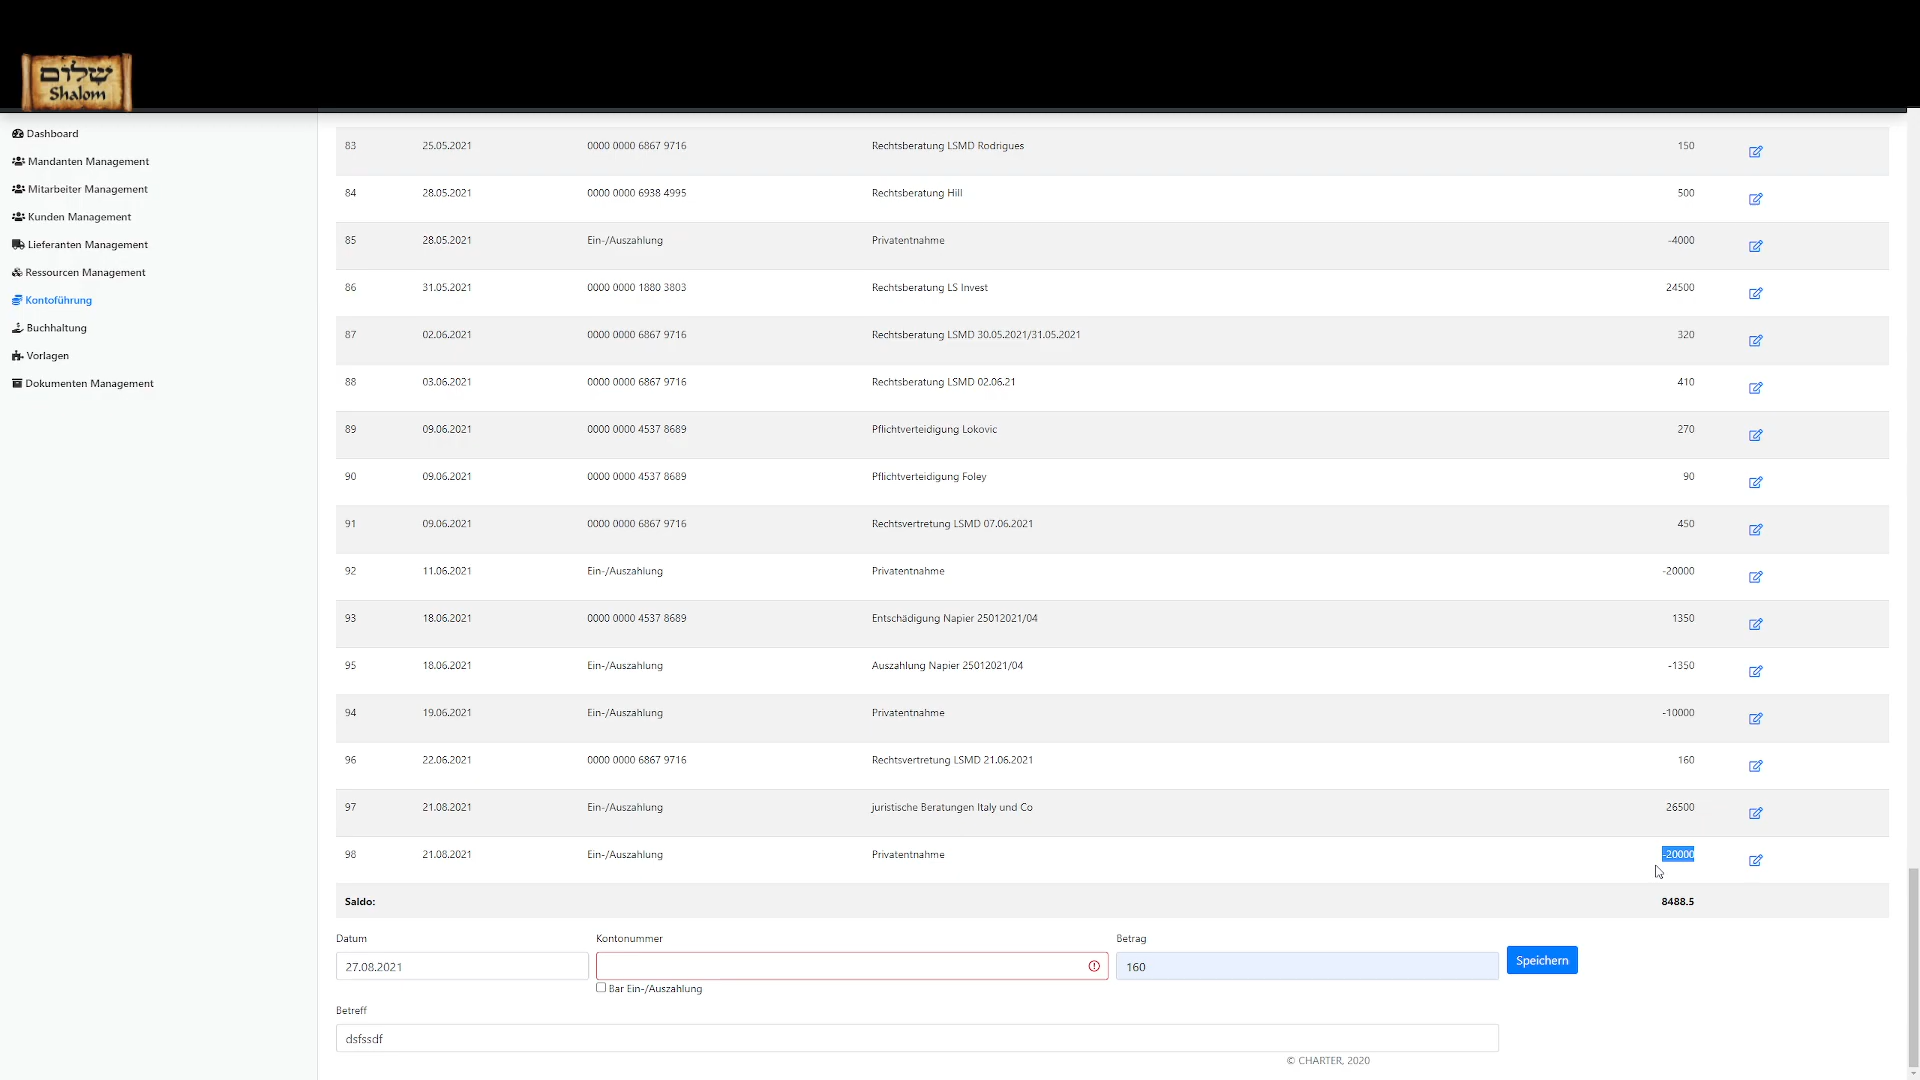 שלום
Shalom
Dashboard
Mandanten Management
Mitarbeiter Management
Kunden Management
Lieferanten Management
Ressourcen Management
Kontoführung
Buchhaltung
Vorlagen
Dokumenten Management
83 25.05.2021 0000 0000 6867 9716 Rechtsberatung LSMD Rodrigues 150
84 28.05.2021 0000 0000 6938 4995 Rechtsberatung Hill 500
85 28.05.2021 Ein-/Auszahlung Privatentnahme -4000
86 31.05.2021 0000 0000 1880 3803 Rechtsberatung LS Invest 24500
87 02.06.2021 0000 0000 6867 9716 Rechtsberatung LSMD 30.05.2021/31.05.2021 320
88 03.06.2021 0000 0000 6867 9716 Rechtsberatung LSMD 02.06.21 410
89 09.06.2021 0000 0000 4537 8689 Pflichtverteidigung Lokovic 270
90 09.06.2021 0000 0000 4537 8689 Pflichtverteidigung Foley 90
91 09.06.2021 0000 0000 6867 9716 Rechtsvertretung LSMD 07.06.2021 450
92 11.06.2021 Ein-/Auszahlung Privatentnahme -20000
93 18.06.2021 0000 0000 4537 8689 Entschädigung Napier 25012021/04 1350
95 18.06.2021 Ein-/Auszahlung Auszahlung Napier 25012021/04 -1350
94 19.06.2021 Ein-/Auszahlung Privatentnahme -10000
96 22.06.2021 0000 0000 6867 9716 Rechtsvertretung LSMD 21.06.2021 160
97 21.08.2021 Ein-/Auszahlung juristische Beratungen Italy und Co 26500
98 21.08.2021 Ein-/Auszahlung Privatentnahme -20000
Saldo: 8488.5
Datum Kontonummer Betrag
27.08.2021 160 Speichern
Bar Ein-/Auszahlung
Betreff
dsfssdf
© CHARTER, 2020